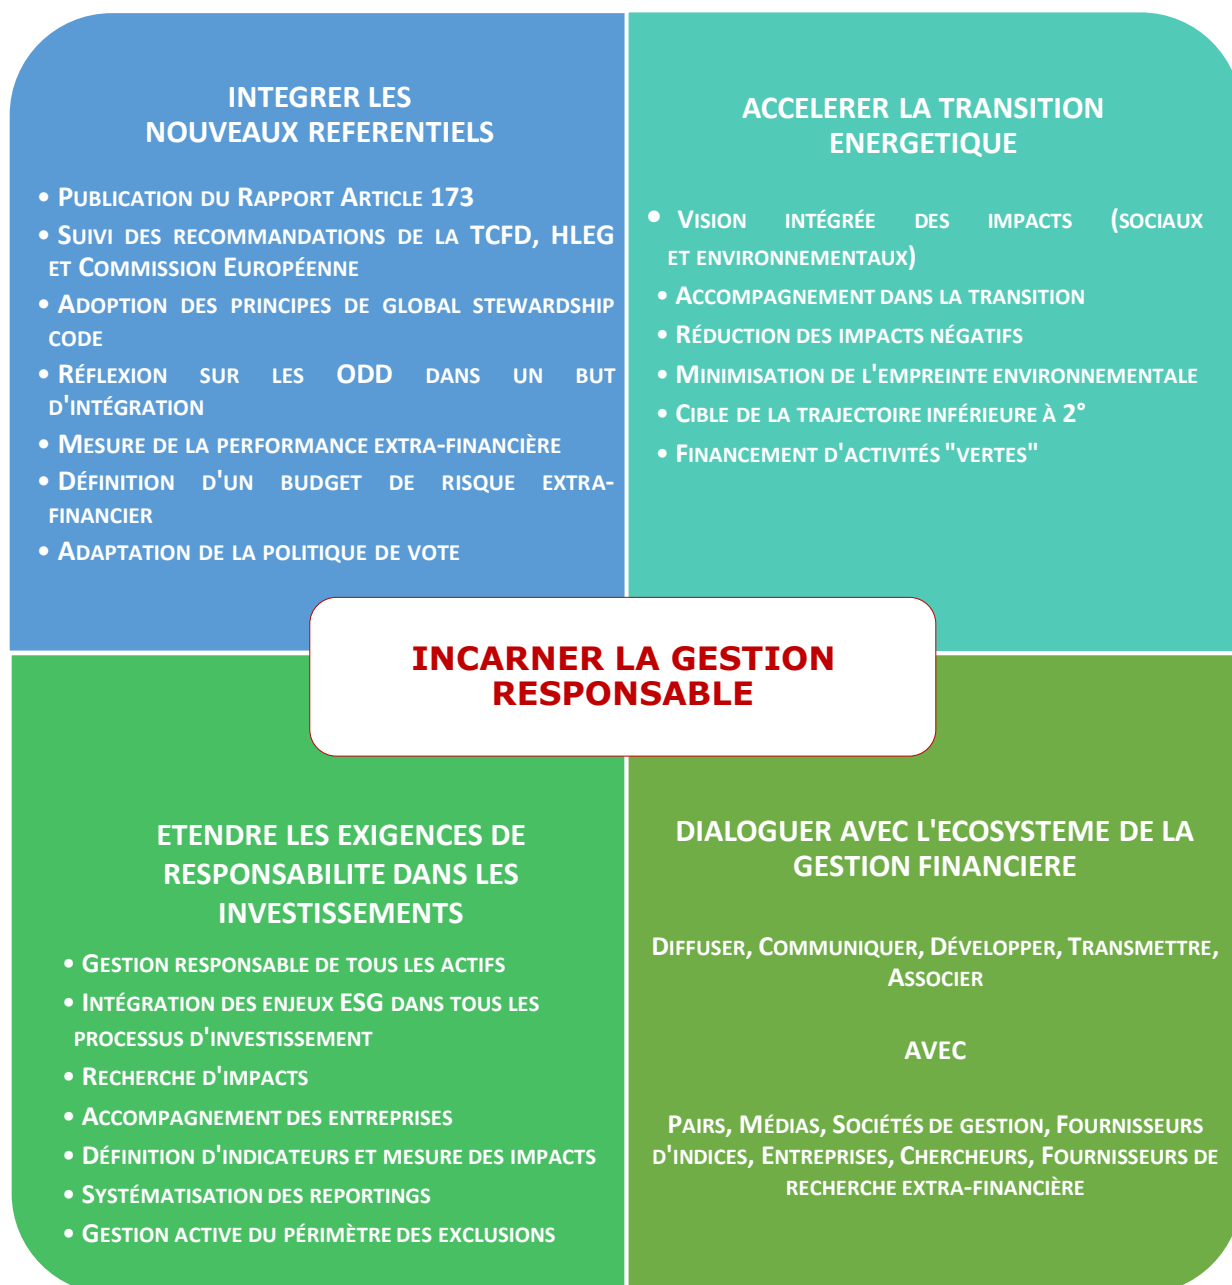 INTEGRER LES
NOUVEAUX REFERENTIELS
• Publication du Rapport Article 173
• Suivi des recommandations de la TCFD, HLEG
et Commission Européenne
• Adoption des principes de global stewardship
code
• Réflexion sur les ODD dans un but
d'intégration
• Mesure de la performance extra-financière
• Définition d'un budget de risque extra-
financier
• Adaptation de la politique de vote
ACCELERER LA TRANSITION
ENERGETIQUE
• Vision intégrée des impacts (sociaux
et environnementaux)
• Accompagnement dans la transition
• Réduction des impacts négatifs
• Minimisation de l'empreinte environnementale
• Cible de la trajectoire inférieure à 2°
• Financement d'activités "vertes"
INCARNER LA GESTION
RESPONSABLE
ETENDRE LES EXIGENCES DE
RESPONSABILITE DANS LES
INVESTISSEMENTS
• Gestion responsable de tous les actifs
• Intégration des enjeux ESG dans tous les
processus d'investissement
• Recherche d'impacts
• Accompagnement des entreprises
• Définition d'indicateurs et mesure des impacts
• Systématisation des reportings
• Gestion active du périmètre des exclusions
DIALOGUER AVEC L'ECOSYSTEME DE LA
GESTION FINANCIERE
Diffuser, Communiquer, Développer, Transmettre,
Associer
AVEC
Pairs, Médias, Sociétés de gestion, Fournisseurs
d'indices, Entreprises, Chercheurs, Fournisseurs de
recherche extra-financière